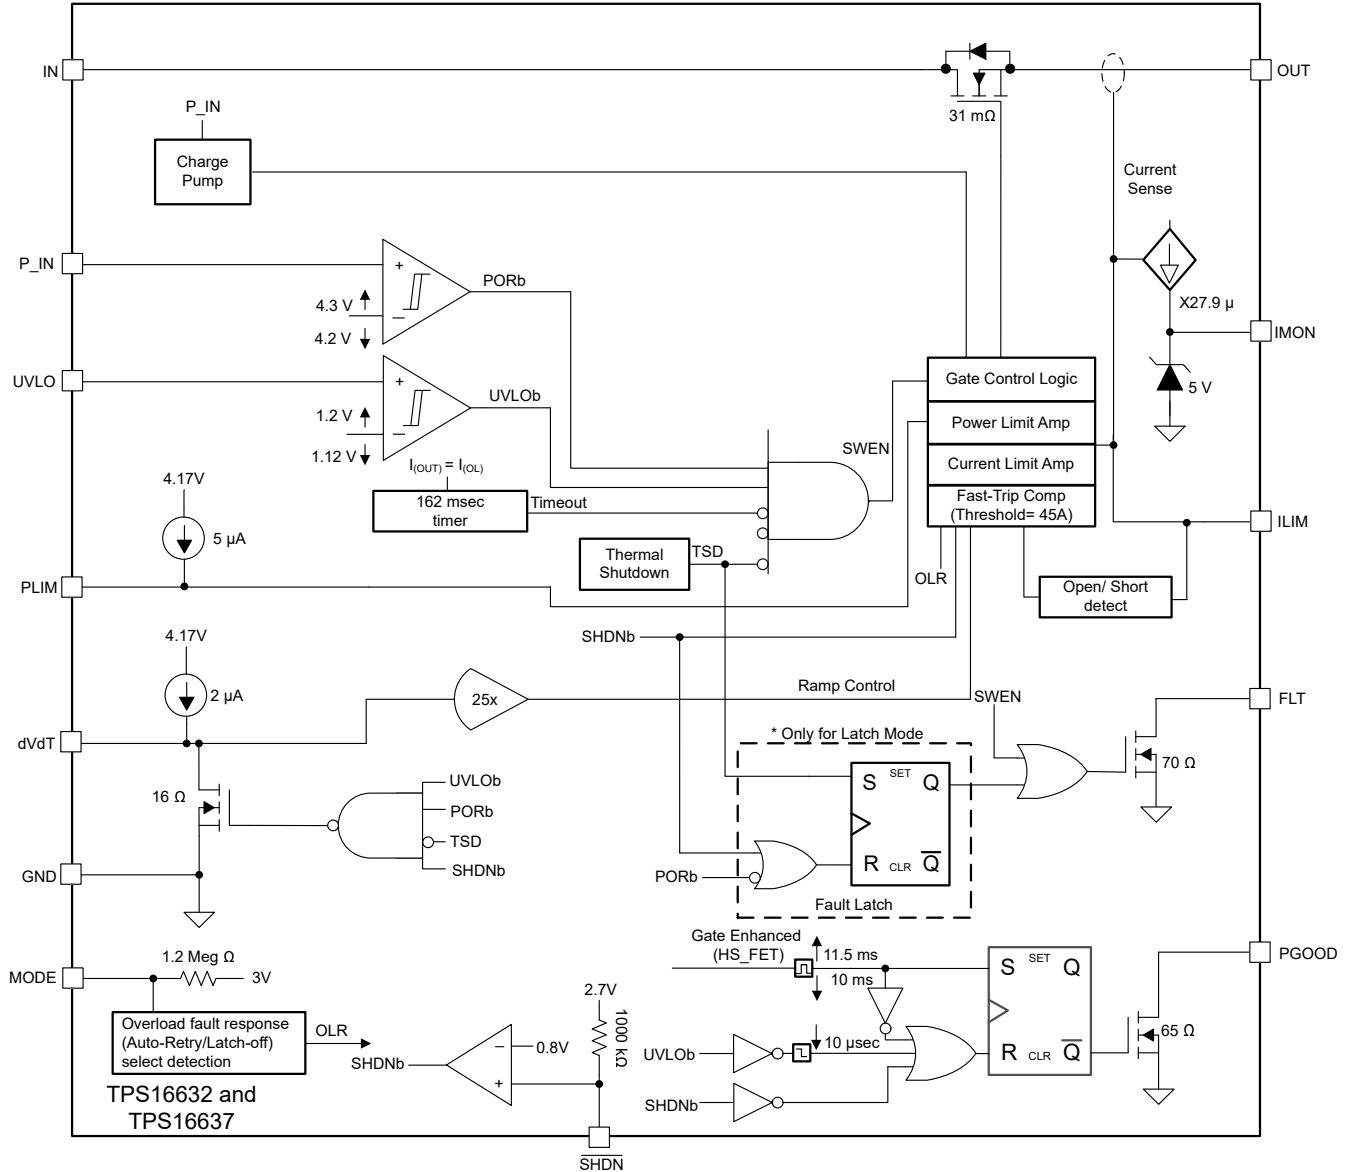 IN
OUT
31 mΩ
P_IN
Charge
Pump
Current
Sense
P_IN
+
PORb
4.3 V
–
4.2 V
X27.9 µ
IMON
5 V
UVLO
+
UVLOb
1.2 V
–
1.12 V
Gate Control Logic
Power Limit Amp
Current Limit Amp
Fast-Trip Comp
(Threshold= 45A)
SWEN
I(OUT) = I(OL)
162 msec
timer
Timeout
4.17V
5 µA
Thermal
Shutdown
TSD
ILIM
OLR
Open/ Short
detect
PLIM
SHDNb
4.17V
2 µA
25x
Ramp Control
SWEN
FLT
dVdT
* Only for Latch Mode
70 Ω
16 Ω
UVLOb
PORb
TSD
SHDNb
S
SET
Q
R
CLR
Q̅
PORb
Fault Latch
GND
Gate Enhanced
(HS_FET)
11.5 ms
10 ms
S
SET
Q
R
CLR
Q̅
PGOOD
65 Ω
MODE
1.2 Meg Ω
3V
Overload fault response
(Auto-Retry/Latch-off)
select detection
OLR
2.7V
1000 kΩ
–
0.8V
+
SHDNb
UVLOb
10 µsec
SHDNb
TPS16632 and
TPS16637
S̅H̅D̅N̅